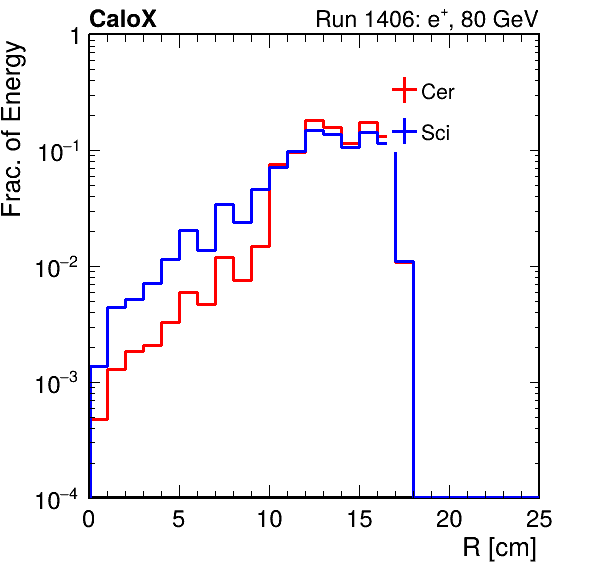 CaloX Run 1406: e⁺, 80 GeV
Frac. of Energy
1
10⁻¹
10⁻²
10⁻³
10⁻⁴
Cer
Sci
0 5 10 15 20 25
R [cm]